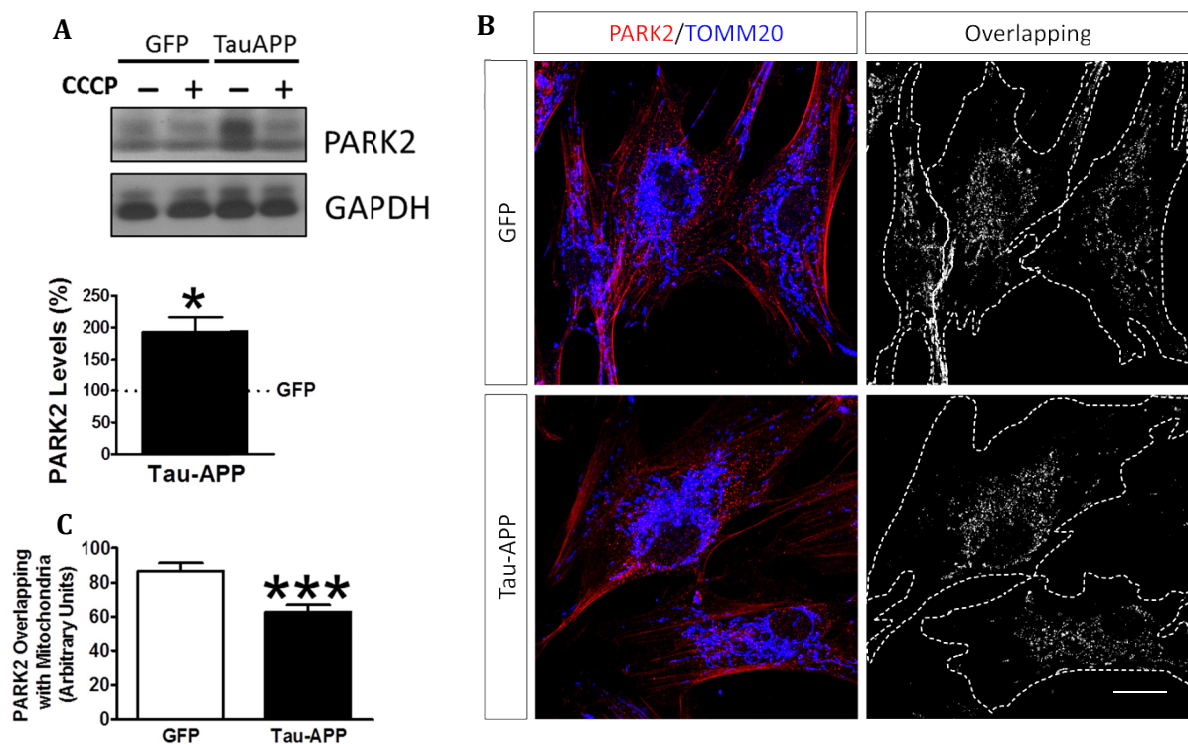 A
GFP TauAPP
CCCP − + − +
PARK2
GAPDH
PARK2 Levels (%)
250
200
150
100
50
0
GFP
*
Tau-APP
B
PARK2/TOMM20
Overlapping
GFP
Tau-APP
C
PARK2 Overlapping
with Mitochondria
(Arbitrary Units)
100
80
60
40
20
0
***
GFP Tau-APP